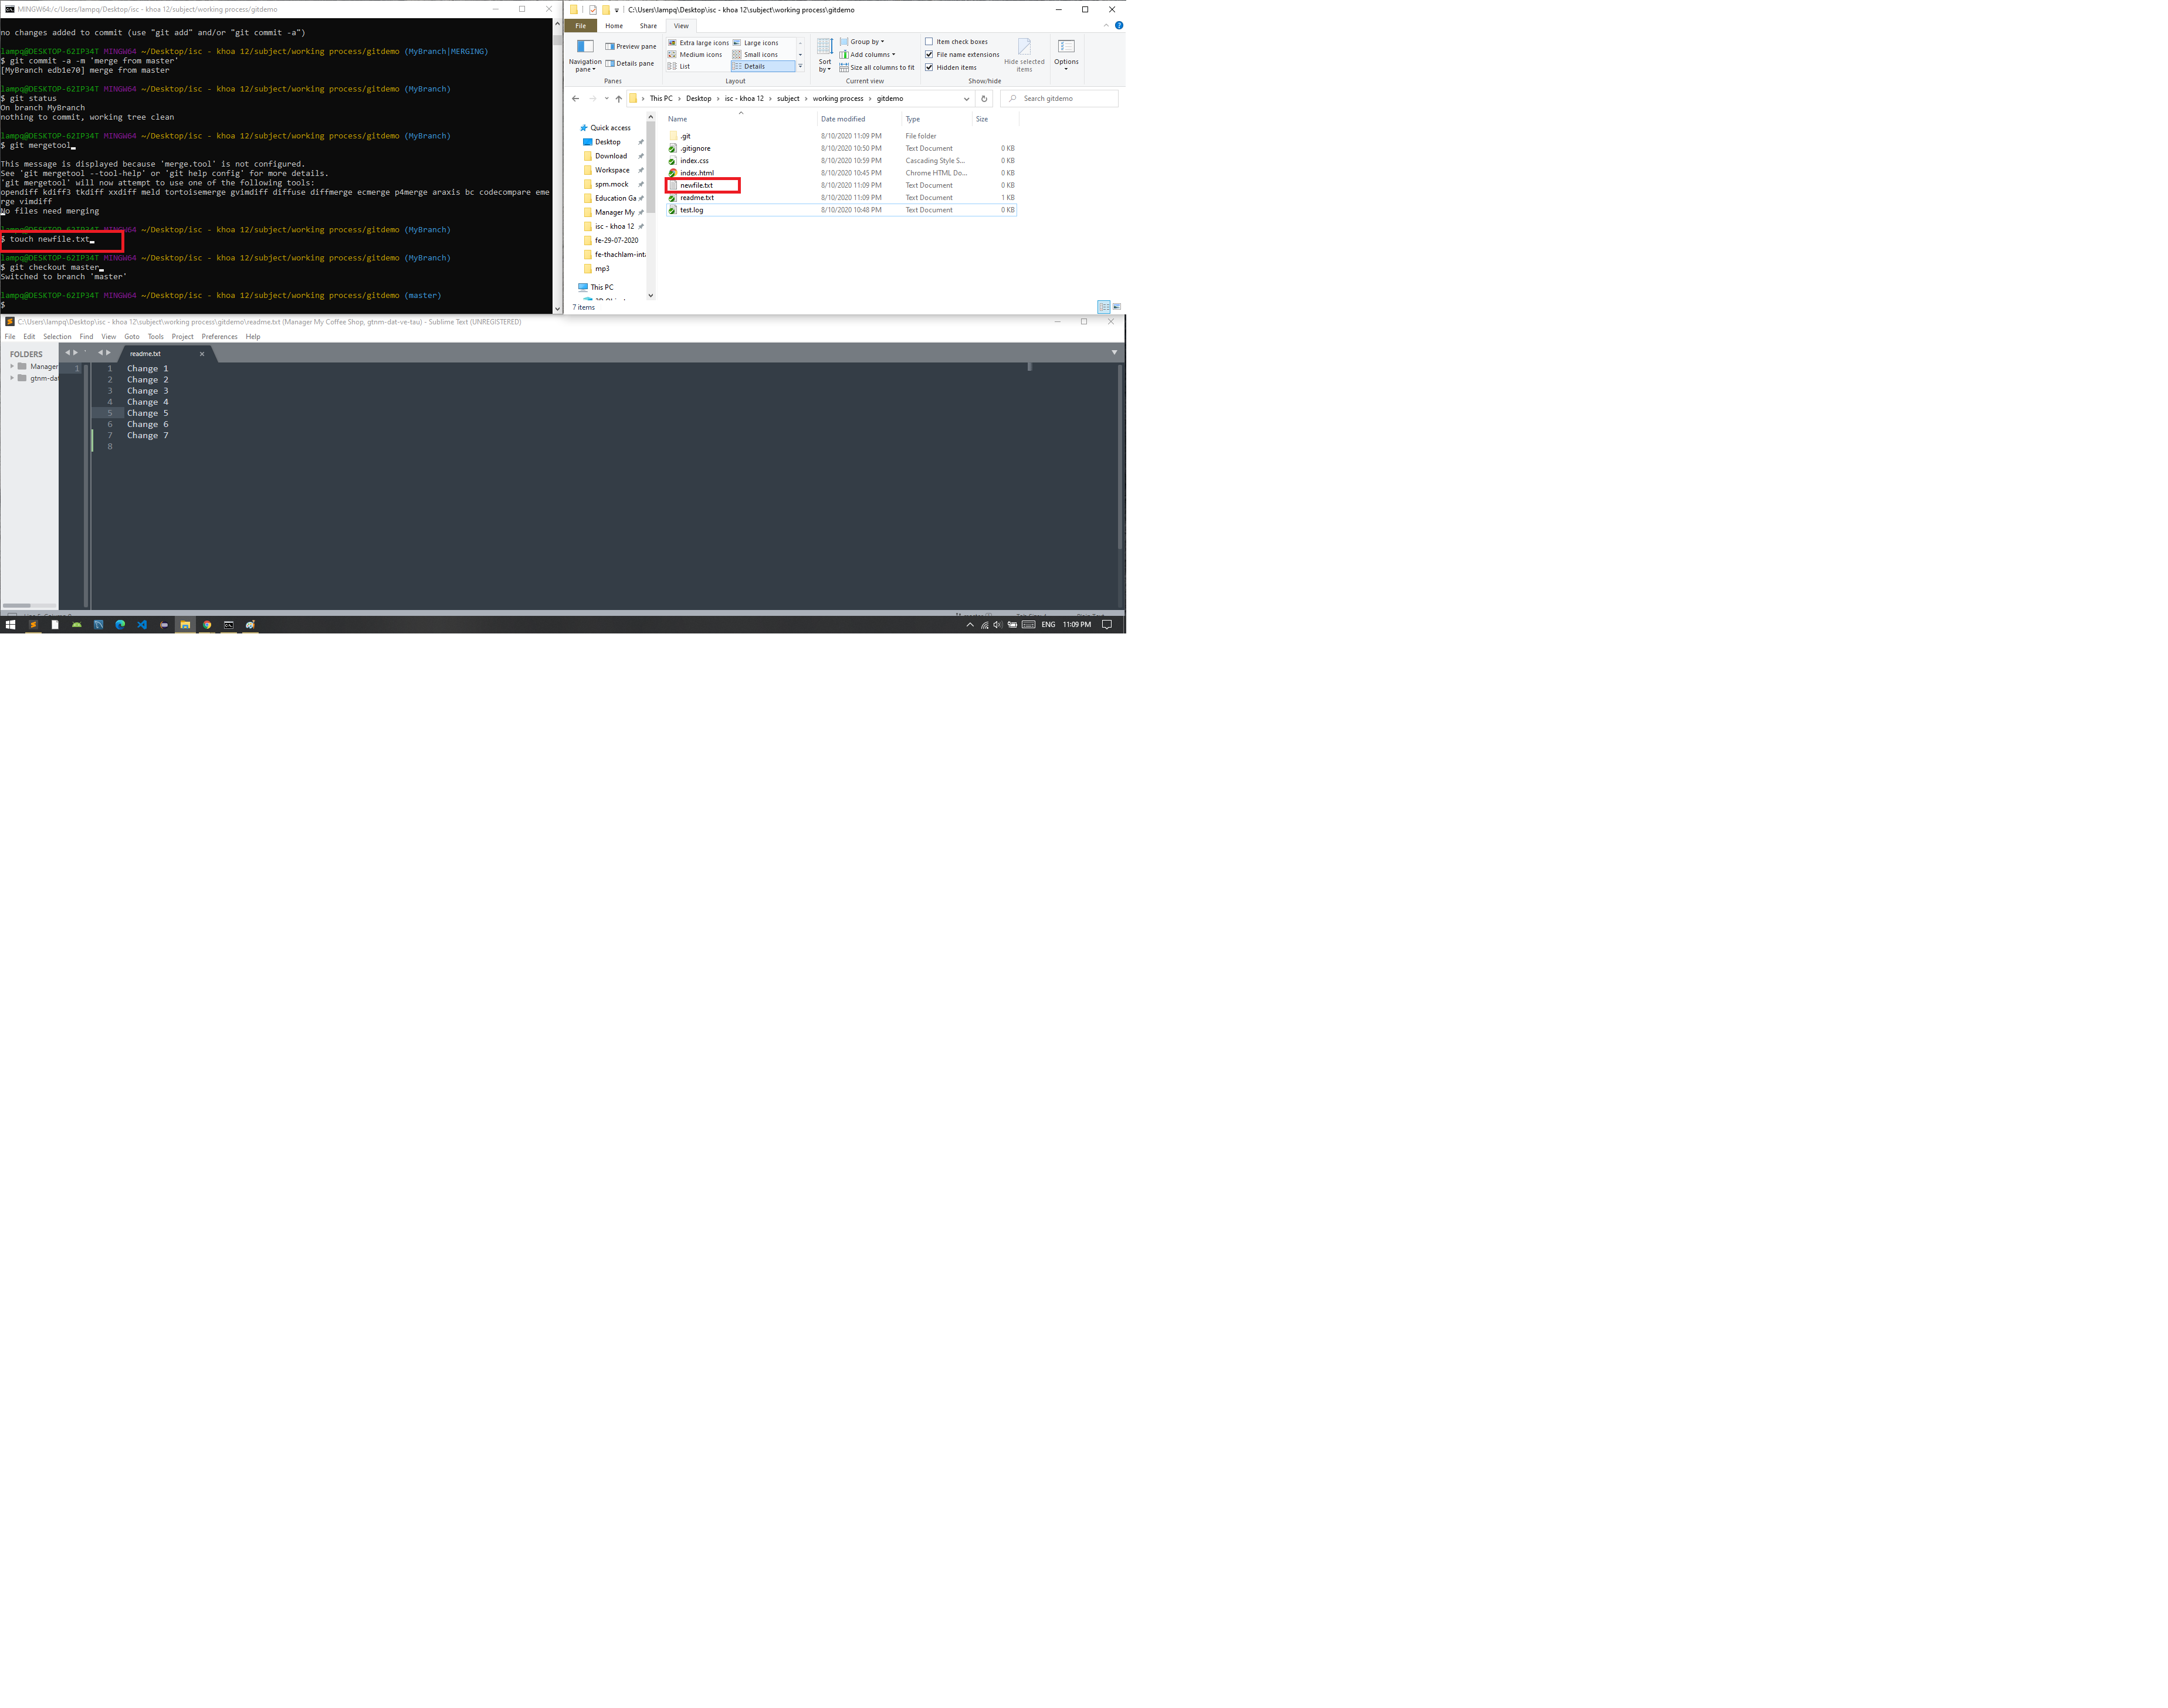 MINGW64:/c/Users/lampq/Desktop/isc - khoa 12/subject/working process/gitdemo
no changes added to commit (use "git add" and/or "git commit -a")
lampq@DESKTOP-62IP34T MINGW64 ~/Desktop/isc - khoa 12/subject/working process/gitdemo (MyBranch|MERGING)
$ git commit -a -m 'merge from master'
[MyBranch edb1e70] merge from master
lampq@DESKTOP-62IP34T MINGW64 ~/Desktop/isc - khoa 12/subject/working process/gitdemo (MyBranch)
$ git status
On branch MyBranch
nothing to commit, working tree clean
lampq@DESKTOP-62IP34T MINGW64 ~/Desktop/isc - khoa 12/subject/working process/gitdemo (MyBranch)
$ git mergetool
This message is displayed because 'merge.tool' is not configured.
See 'git mergetool --tool-help' or 'git help config' for more details.
'git mergetool' will now attempt to use one of the following tools:
opendiff kdiff3 tkdiff xxdiff meld tortoisemerge gvimdiff diffuse diffmerge ecmerge p4merge araxis bc codecompare eme
rge vimdiff
No files need merging
lampq@DESKTOP-62IP34T MINGW64 ~/Desktop/isc - khoa 12/subject/working process/gitdemo (MyBranch)
$ touch newfile.txt
lampq@DESKTOP-62IP34T MINGW64 ~/Desktop/isc - khoa 12/subject/working process/gitdemo (MyBranch)
$ git checkout master
Switched to branch 'master'
lampq@DESKTOP-62IP34T MINGW64 ~/Desktop/isc - khoa 12/subject/working process/gitdemo (master)
$
C:\Users\lampq\Desktop\isc - khoa 12\subject\working process\gitdemo
File Home Share View
Navigation pane
Preview pane
Details pane
Panes
Extra large icons Large icons
Medium icons Small icons
List Details
Layout
Sort by
Group by
Add columns
Size all columns to fit
Current view
Item check boxes
File name extensions
Hidden items
Hide selected items
Show/hide
Options
This PC > Desktop > isc - khoa 12 > subject > working process > gitdemo
Search gitdemo
Quick access
Desktop
Download
Workspace
spm.mock
Education Ga
Manager My
isc - khoa 12
fe-29-07-2020
fe-thachlam-inta
mp3
This PC
Name Date modified Type Size
.git 8/10/2020 11:09 PM File folder
.gitignore 8/10/2020 10:50 PM Text Document 0 KB
index.css 8/10/2020 10:59 PM Cascading Style S... 0 KB
index.html 8/10/2020 10:45 PM Chrome HTML Do... 0 KB
newfile.txt 8/10/2020 11:09 PM Text Document 0 KB
readme.txt 8/10/2020 11:09 PM Text Document 1 KB
test.log 8/10/2020 10:48 PM Text Document 0 KB
7 items
C:\Users\lampq\Desktop\isc - khoa 12\subject\working process\gitdemo\readme.txt (Manager My Coffee Shop, gtnm-dat-ve-tau) - Sublime Text (UNREGISTERED)
File Edit Selection Find View Goto Tools Project Preferences Help
FOLDERS
Manager
gtnm-dat
1
readme.txt
1 Change 1
2 Change 2
3 Change 3
4 Change 4
5 Change 5
6 Change 6
7 Change 7
8
ENG 11:09 PM